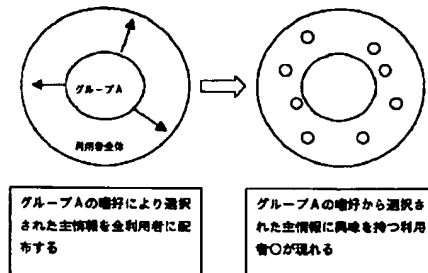 グループA
利用者全体
グループAの嗜好により選択
された主情報を全利用者に配
布する
グループAの嗜好から選択さ
れた主情報に興味を持つ利用
者○が現れる